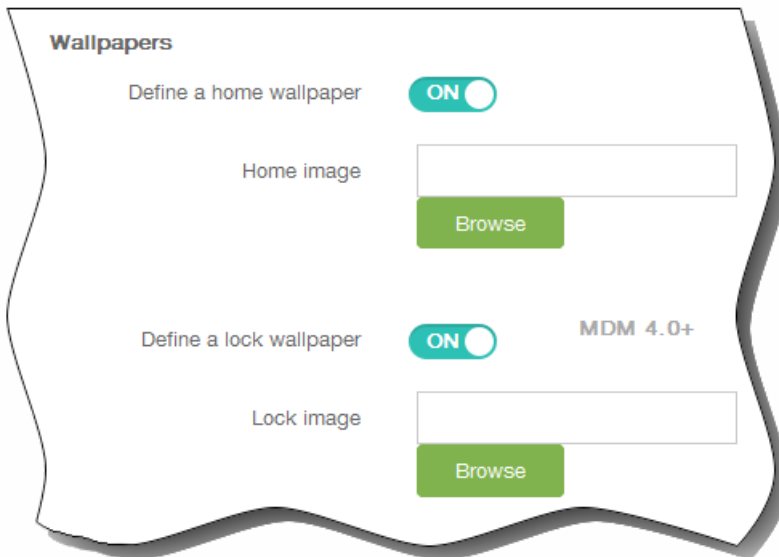 Wallpapers
Define a home wallpaper ON
Home image
Browse
Define a lock wallpaper ON MDM 4.0+
Lock image
Browse